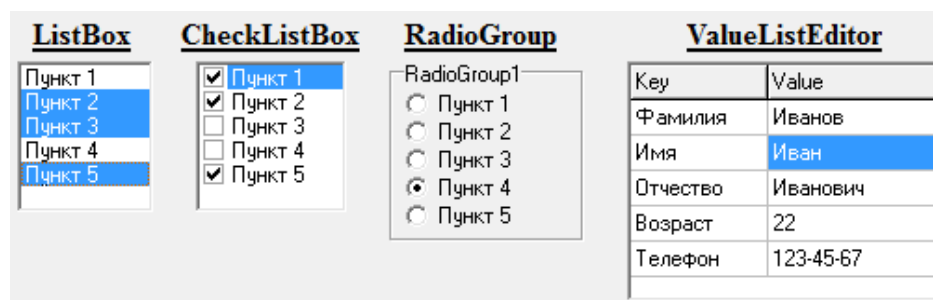 ListBox
Пункт 1
Пункт 2
Пункт 3
Пункт 4
Пункт 5
CheckListBox
Пункт 1
Пункт 2
Пункт 3
Пункт 4
Пункт 5
RadioGroup
RadioGroup1
Пункт 1
Пункт 2
Пункт 3
Пункт 4
Пункт 5
ValueListEditor
Key Value
Фамилия Иванов
Имя Иван
Отчество Иванович
Возраст 22
Телефон 123-45-67